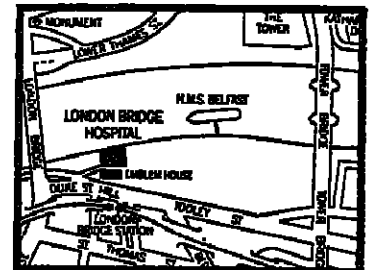 MONUMENT
LOWER THAMES ST
THE
TOWER
TOWER
BRIDGE
LONDON
BRIDGE
H.M.S. BELFAST
LONDON BRIDGE
HOSPITAL
EMBLEM HOUSE
DUKE ST HILL
TOOLEY
ST
LONDON
BRIDGE STATION
ST
THOMAS
TOWER
BRIDGE